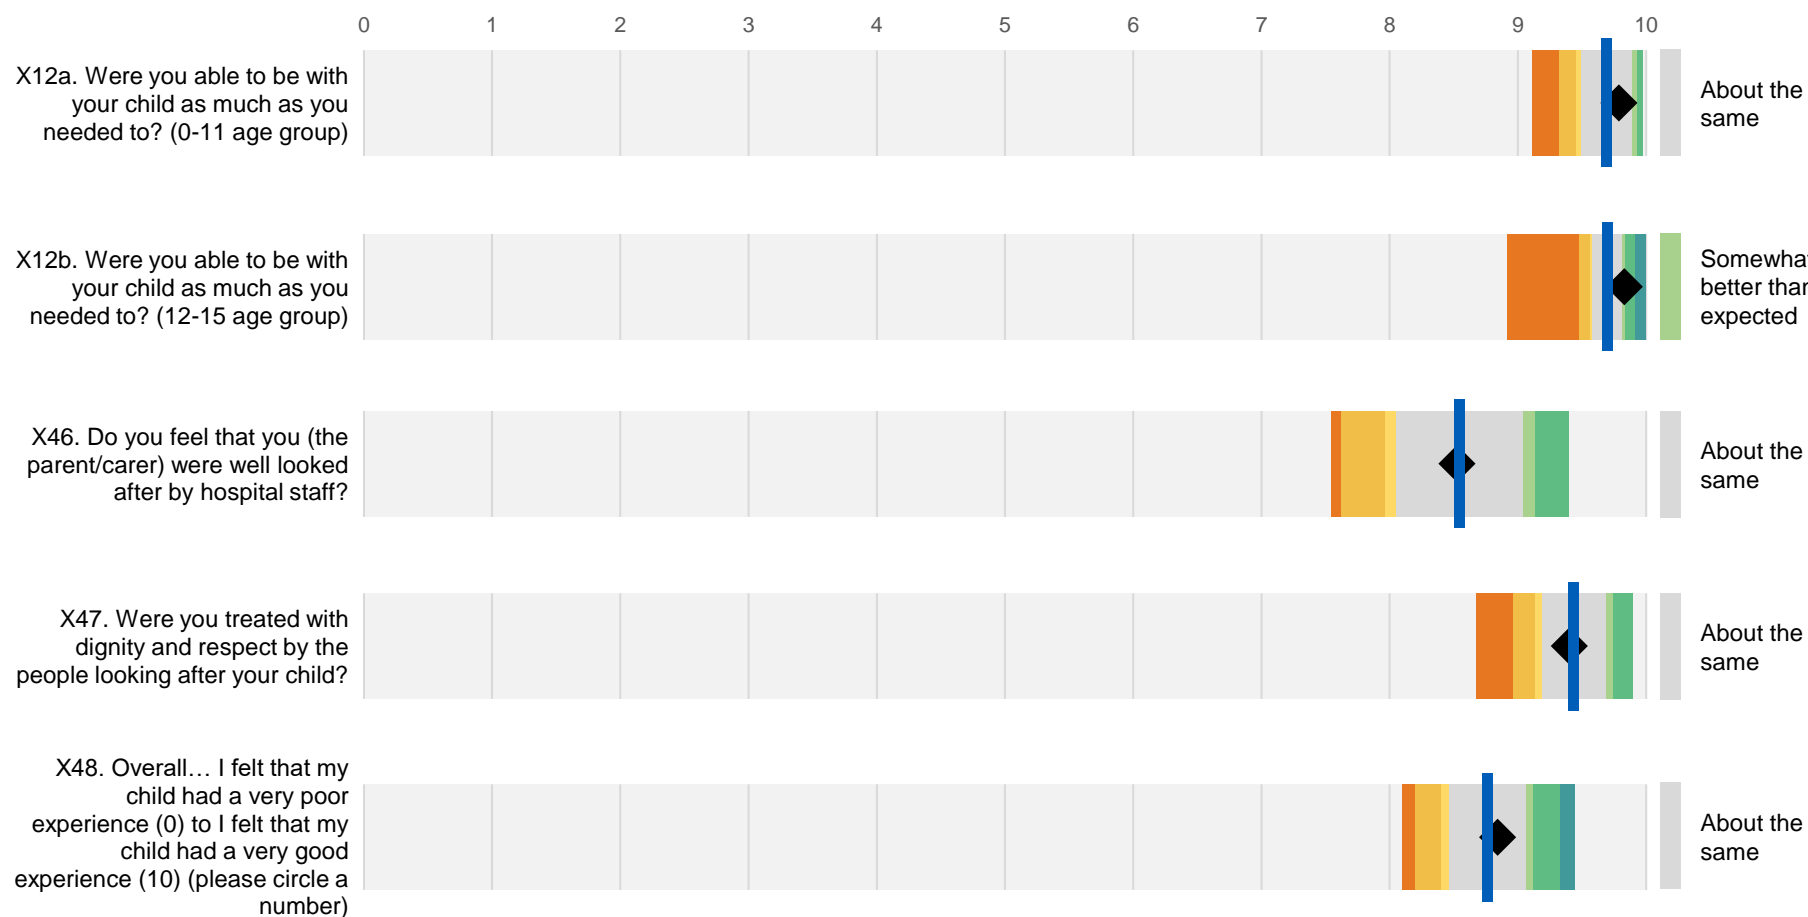 0 1 2 3 4 5 6 7 8 9 10
X12a. Were you able to be with
your child as much as you
needed to? (0-11 age group)
About the
same
X12b. Were you able to be with
your child as much as you
needed to? (12-15 age group)
Somewhat
better than
expected
X46. Do you feel that you (the
parent/carer) were well looked
after by hospital staff?
About the
same
X47. Were you treated with
dignity and respect by the
people looking after your child?
About the
same
X48. Overall… I felt that my
child had a very poor
experience (0) to I felt that my
child had a very good
experience (10) (please circle a
number)
About the
same